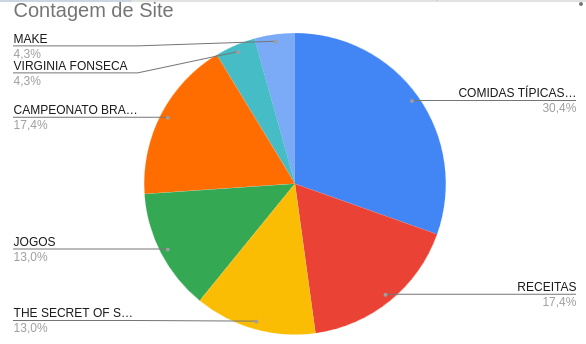 Contagem de Site
MAKE
4,3%
VIRGINIA FONSECA
4,3%
CAMPEONATO BRA…
17,4%
JOGOS
13,0%
THE SECRET OF S…
13,0%
COMIDAS TÍPICAS…
30,4%
RECEITAS
17,4%